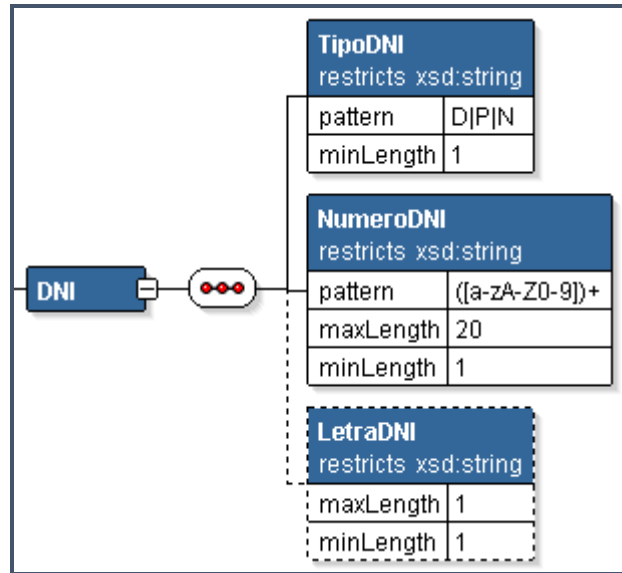 TipoDNI
restricts xsd:string
pattern D|P|N
minLength 1
NumeroDNI
restricts xsd:string
pattern ([a-zA-Z0-9])+
maxLength 20
minLength 1
DNI
LetraDNI
restricts xsd:string
maxLength 1
minLength 1